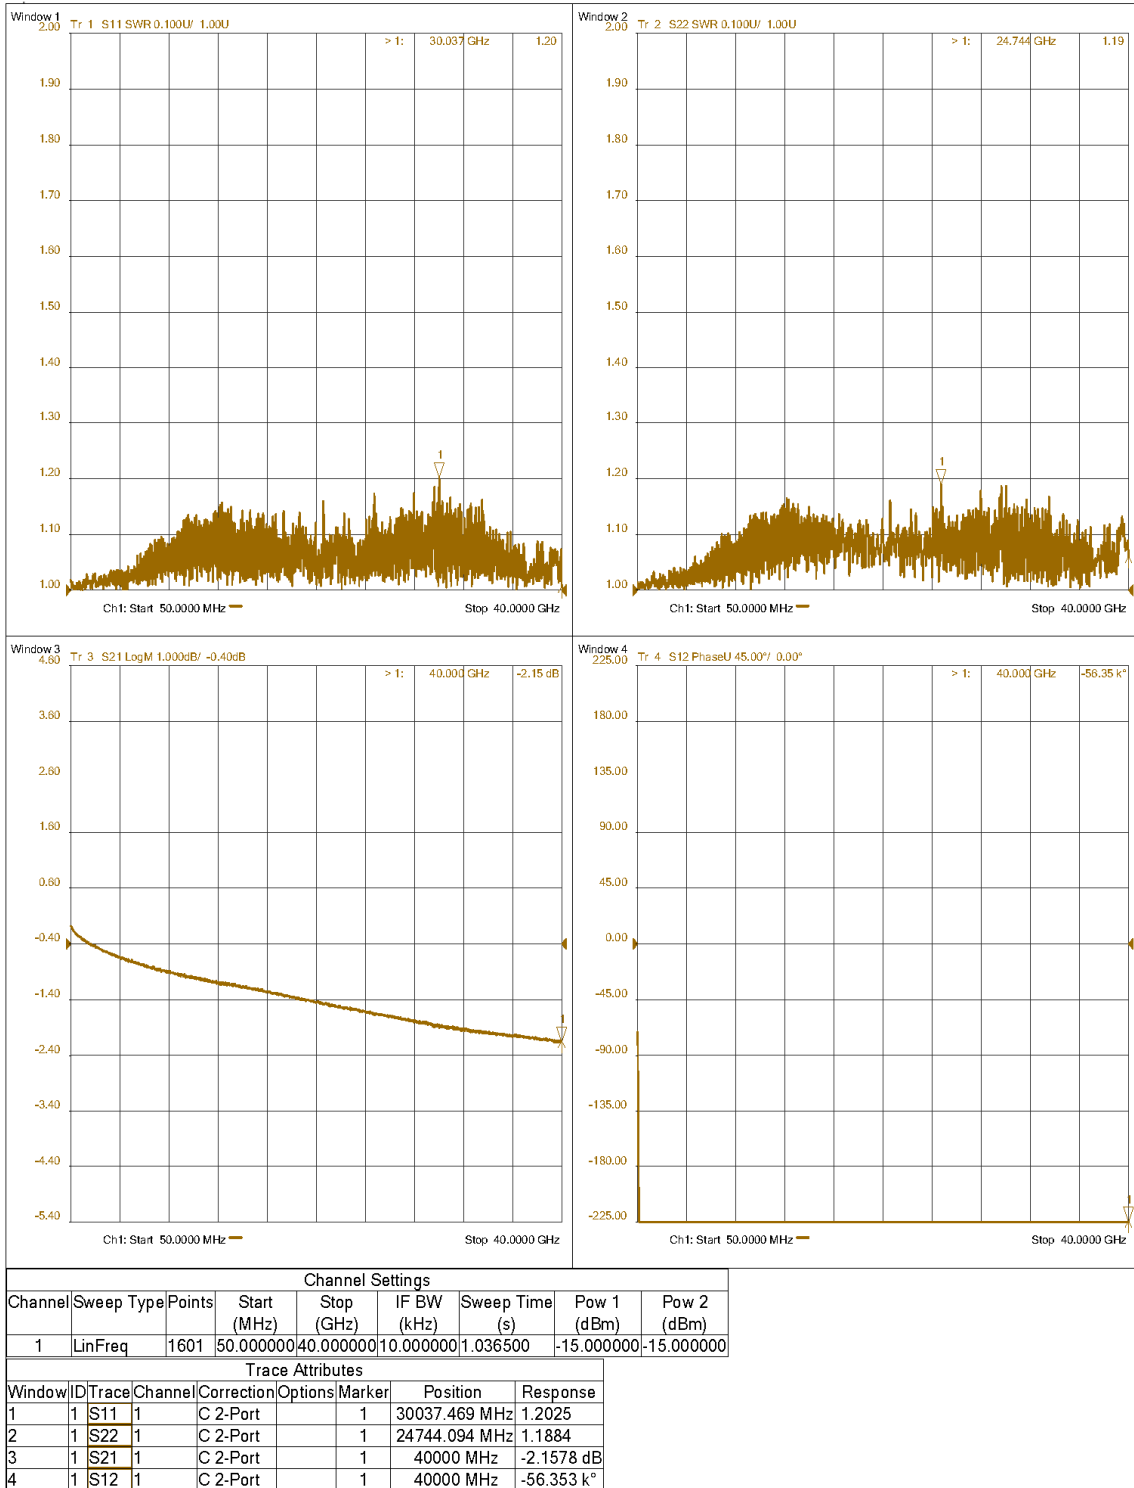 Window 1
Tr 1 S11 SWR 0.100U/ 1.00U
2.00
> 1: 30.037 GHz 1.20
1.90
1.80
1.70
1.60
1.50
1.40
1.30
1.20
1
1.10
1.00
Ch1: Start 50.0000 MHz
Stop 40.0000 GHz
Window 2
Tr 2 S22 SWR 0.100U/ 1.00U
2.00
> 1: 24.744 GHz 1.19
1.90
1.80
1.70
1.60
1.50
1.40
1.30
1.20
1
1.10
1.00
Ch1: Start 50.0000 MHz
Stop 40.0000 GHz
Window 3
Tr 3 S21 LogM 1.000dB/ -0.40dB
4.60
> 1: 40.000 GHz -2.15 dB
3.60
2.60
1.60
0.60
-0.40
-1.40
1
-2.40
-3.40
-4.40
-5.40
Ch1: Start 50.0000 MHz
Stop 40.0000 GHz
Window 4
Tr 4 S12 PhaseU 45.00°/ 0.00°
225.00
> 1: 40.000 GHz -56.35 k°
180.00
135.00
90.00
45.00
0.00
-45.00
-90.00
-135.00
-180.00
1
-225.00
Ch1: Start 50.0000 MHz
Stop 40.0000 GHz
Channel Settings
Channel Sweep Type Points Start IF BW Stop Sweep Time Pow 1 Pow 2
(MHz) (GHz) (kHz) (s) (dBm) (dBm)
1 LinFreq 1601 50.000000 40.000000 10.000000 1.036500 -15.000000 -15.000000
Trace Attributes
Window ID Trace Channel Correction Options Marker Position Response
1 1 S11 1 C 2-Port 1 30037.469 MHz 1.2025
2 1 S22 1 C 2-Port 1 24744.094 MHz 1.1884
3 1 S21 1 C 2-Port 1 40000 MHz -2.1578 dB
4 1 S12 1 C 2-Port 1 40000 MHz -56.353 k°